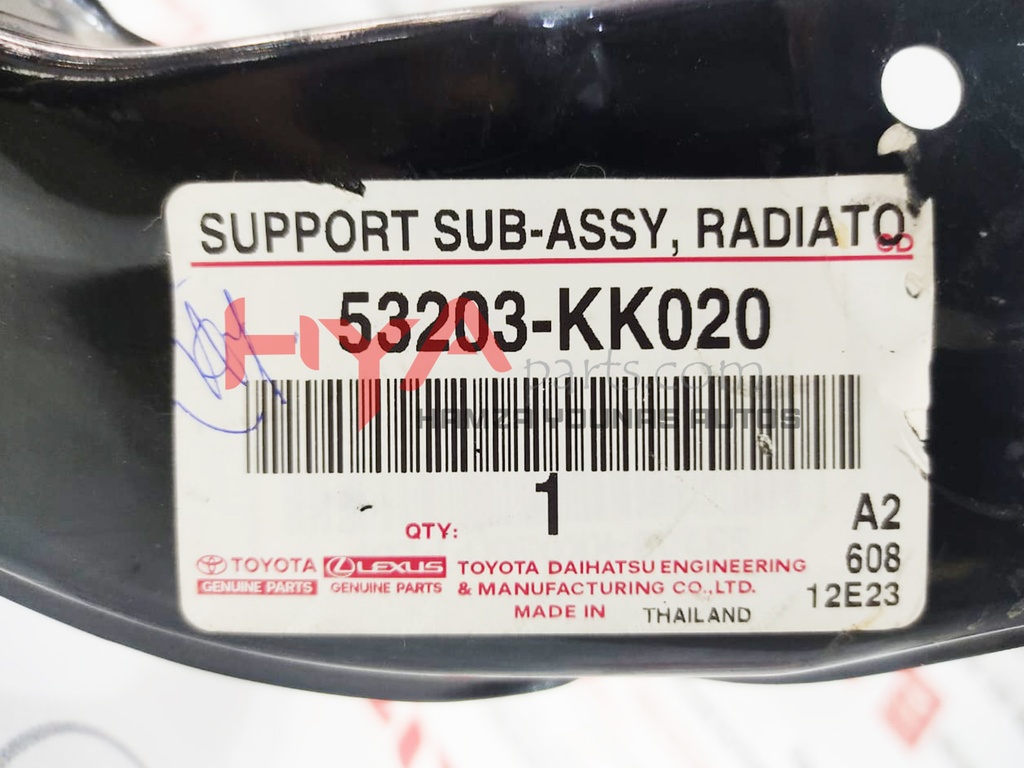 SUPPORT SUB-ASSY, RADIATO
53203-KK020
HYA
parts.com
HAMZA YOUNAS AUTOS
1
QTY:
A2
608
12E23
TOYOTA
GENUINE PARTS
LEXUS
GENUINE PARTS
TOYOTA DAIHATSU ENGINEERING
& MANUFACTURING CO.,LTD.
MADE IN THAILAND